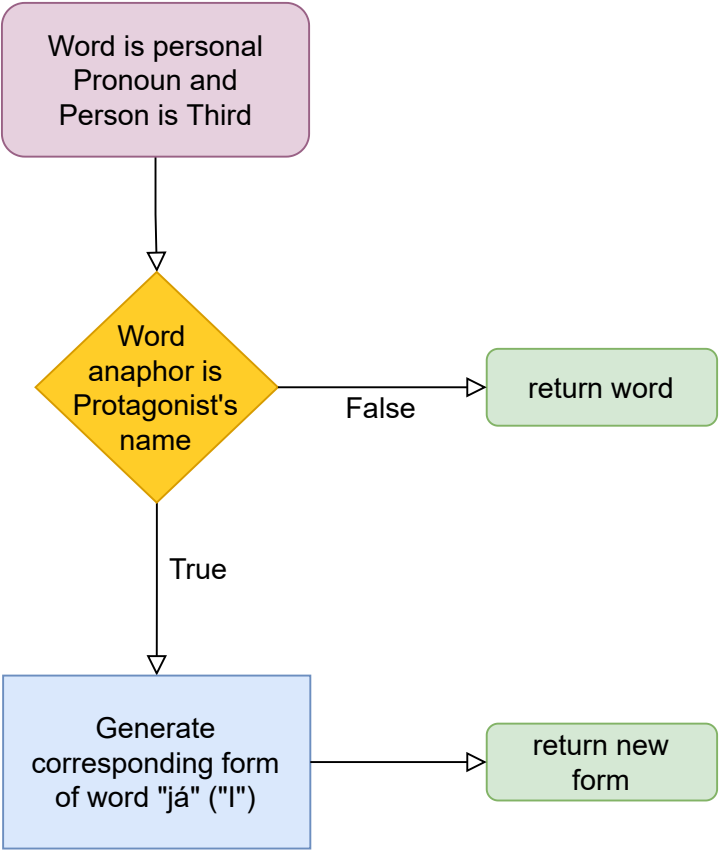 Word is personal
Pronoun and
Person is Third
Word
anaphor is
Protagonist's
name
False
return word
True
Generate
corresponding form
of word "já" ("I")
return new
form